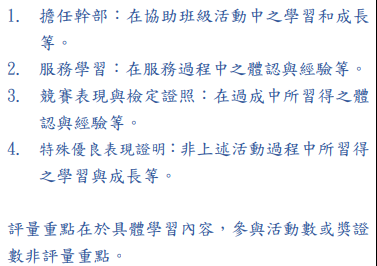 1. 擔任幹部：在協助班級活動中之學習和成長
等。
2. 服務學習：在服務過程中之體認與經驗等。
3. 競賽表現與檢定證照：在過成中所習得之體
認與經驗等。
4. 特殊優良表現證明：非上述活動過程中所習得
之學習與成長等。
評量重點在於具體學習內容，參與活動數或獎證
數非評量重點。